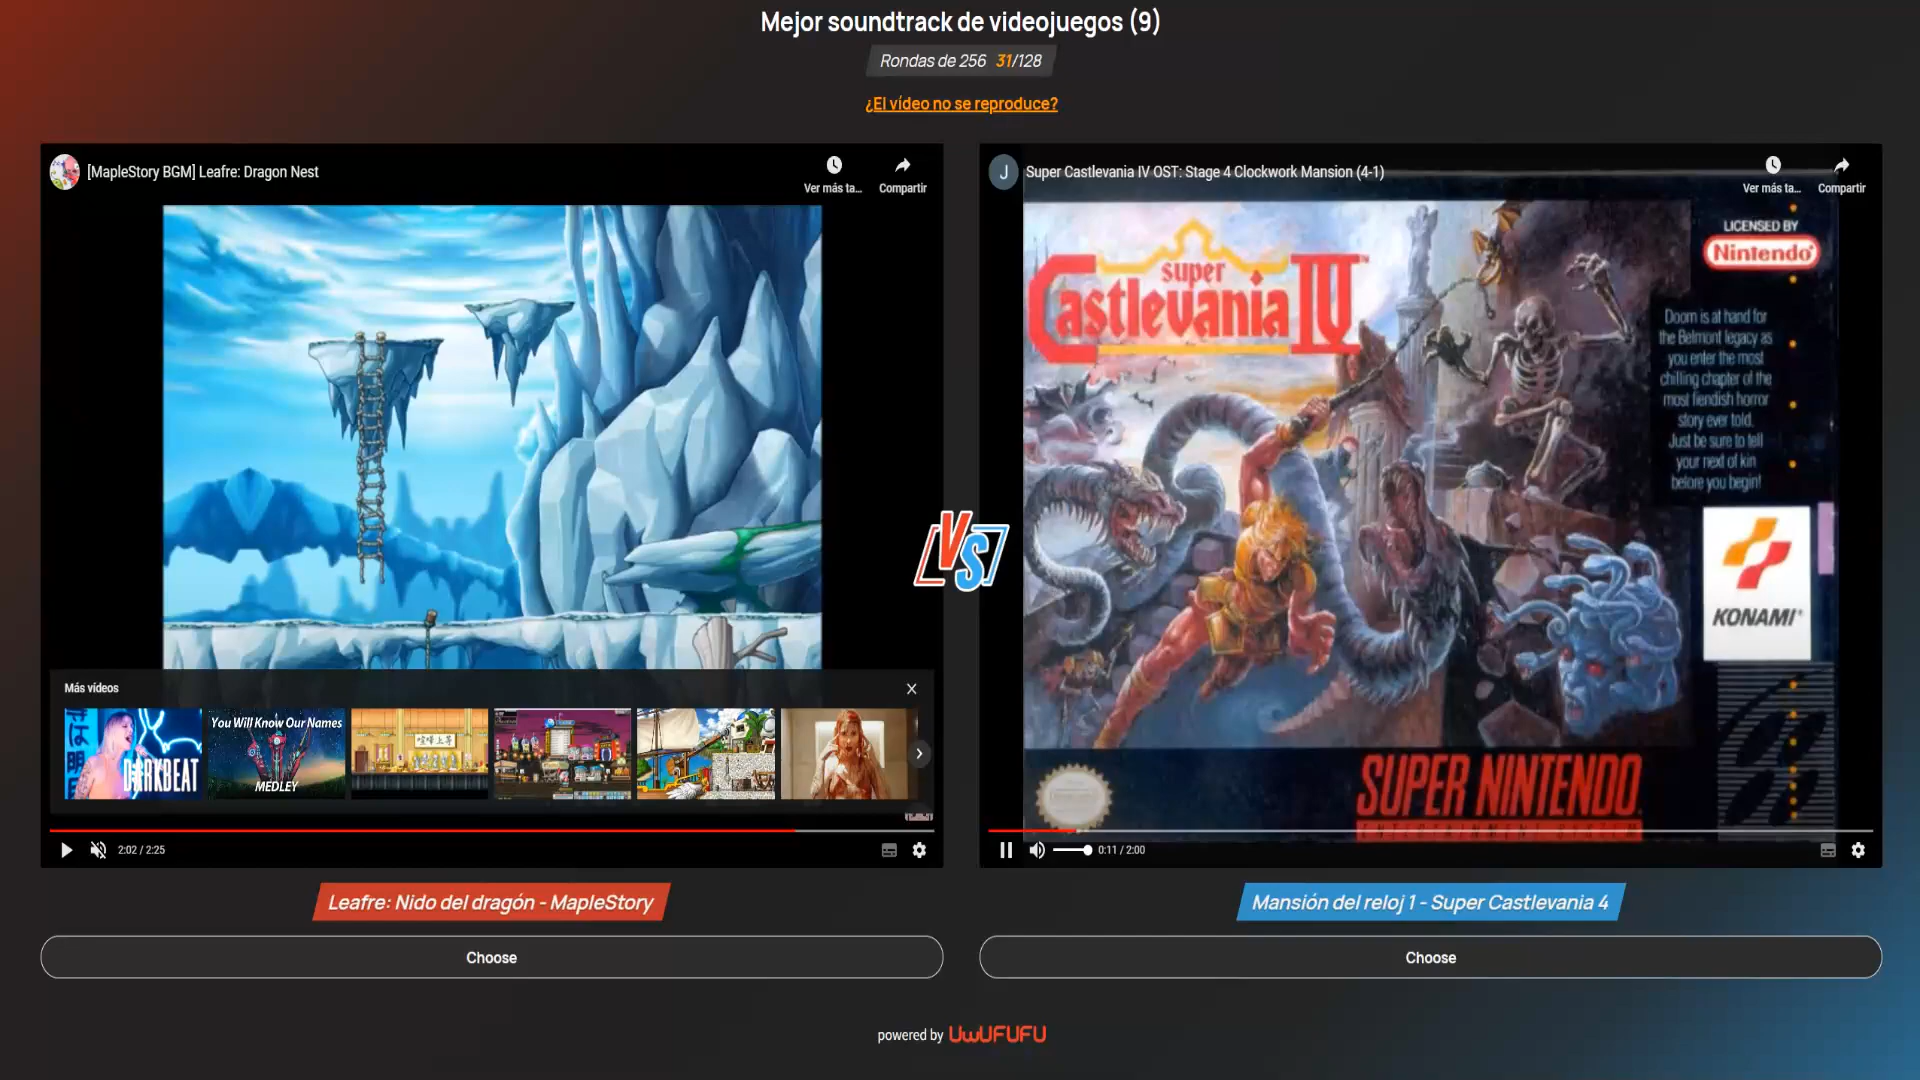 Mejor soundtrack de videojuegos (9)
Rondas de 256 31/128
¿El vídeo no se reproduce?
[MapleStory BGM] Leafre: Dragon Nest
Ver más ta...
Compartir
Más vídeos
DARKBEAT
You Will Know Our Names
MEDLEY
2:02 / 2:25
Leafre: Nido del dragón - MapleStory
Choose
VS
J
Super Castlevania IV OST: Stage 4 Clockwork Mansion (4-1)
Ver más ta...
Compartir
LICENSED BY
Nintendo
super
Castlevania IV
Doom is at hand for
the Belmont legacy as
you enter the most
chilling chapter of the
most fiendish horror
story ever told.
Just be sure to tell
your next of kin
before you begin!
KONAMI
SUPER NINTENDO
ENTERTAINMENT SYSTEM
0:11 / 2:00
Mansión del reloj 1 - Super Castlevania 4
Choose
powered by UwUFUFU